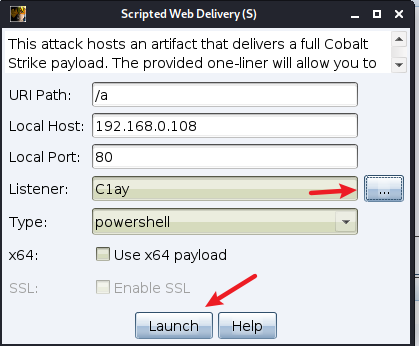 Scripted Web Delivery (S)
This attack hosts an artifact that delivers a full Cobalt
Strike payload. The provided one-liner will allow you to
URI Path: /a
Local Host: 192.168.0.108
Local Port: 80
Listener: C1ay ...
Type: powershell
x64: Use x64 payload
SSL: Enable SSL
Launch Help